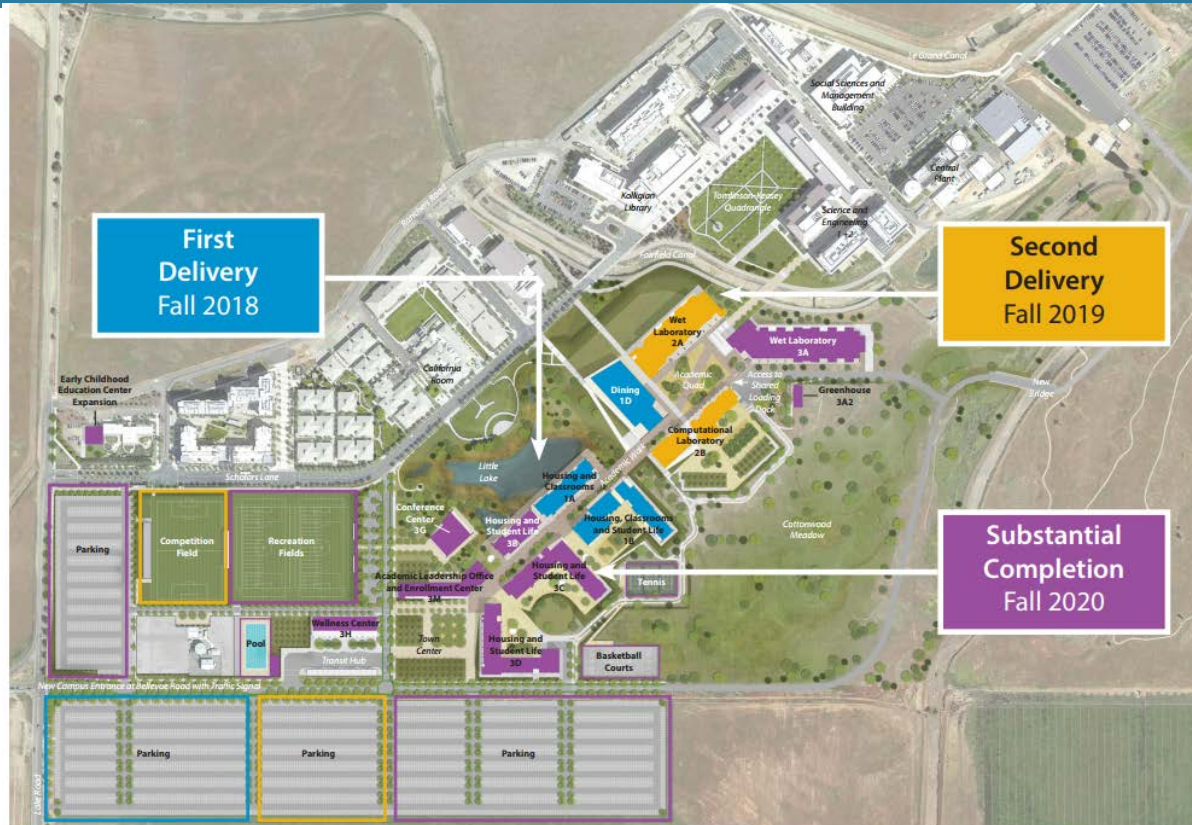 Le Grand Canal
Social Sciences and
Management
Building
Central
Plant
Kolligian
Library
Tomlinson-Keasey
Quadrangle
Science and
Engineering
1 +2
Ranchers Road
Fairfield Canal
First
Delivery
Fall 2018
Second
Delivery
Fall 2019
Wet
Laboratory
2A
Wet Laboratory
3A
California
Room
Early Childhood
Education Center
Expansion
Dining
1D
Academic
Quad
Access to
Shared
Loading
Dock
Greenhouse
3A2
New
Bridge
Computational
Laboratory
2B
Academic Walk
Scholars Lane
Little
Lake
Housing and
Classrooms
1A
Conference
Center
3G
Housing and
Student Life
3B
Housing, Classrooms
and Student Life
1B
Cottonwood
Meadow
Parking
Competition
Field
Recreation
Fields
Substantial
Completion
Fall 2020
Academic Leadership Office
and Enrollment Center
3M
Housing and
Student Life
3C
Tennis
Wellness Center
3H
Pool
Transit Hub
Town
Center
Housing and
Student Life
3D
Basketball
Courts
New Campus Entrance at Bellevue Road with Traffic Signal
Parking
Parking
Parking
Lake Road